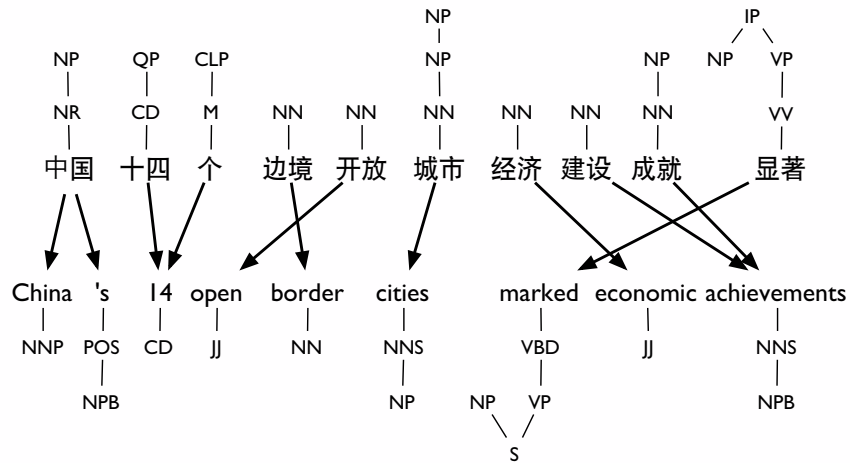 NP IP
NP QP CLP NP NP NP VP
NR CD M NN NN NN NN NN NN VV
中国 十四 个 边境 开放 城市 经济 建设 成就 显著
China 's 14 open border cities marked economic achievements
NNP POS CD JJ NN NNS VBD JJ NNS
NPB NP NP VP NPB
S